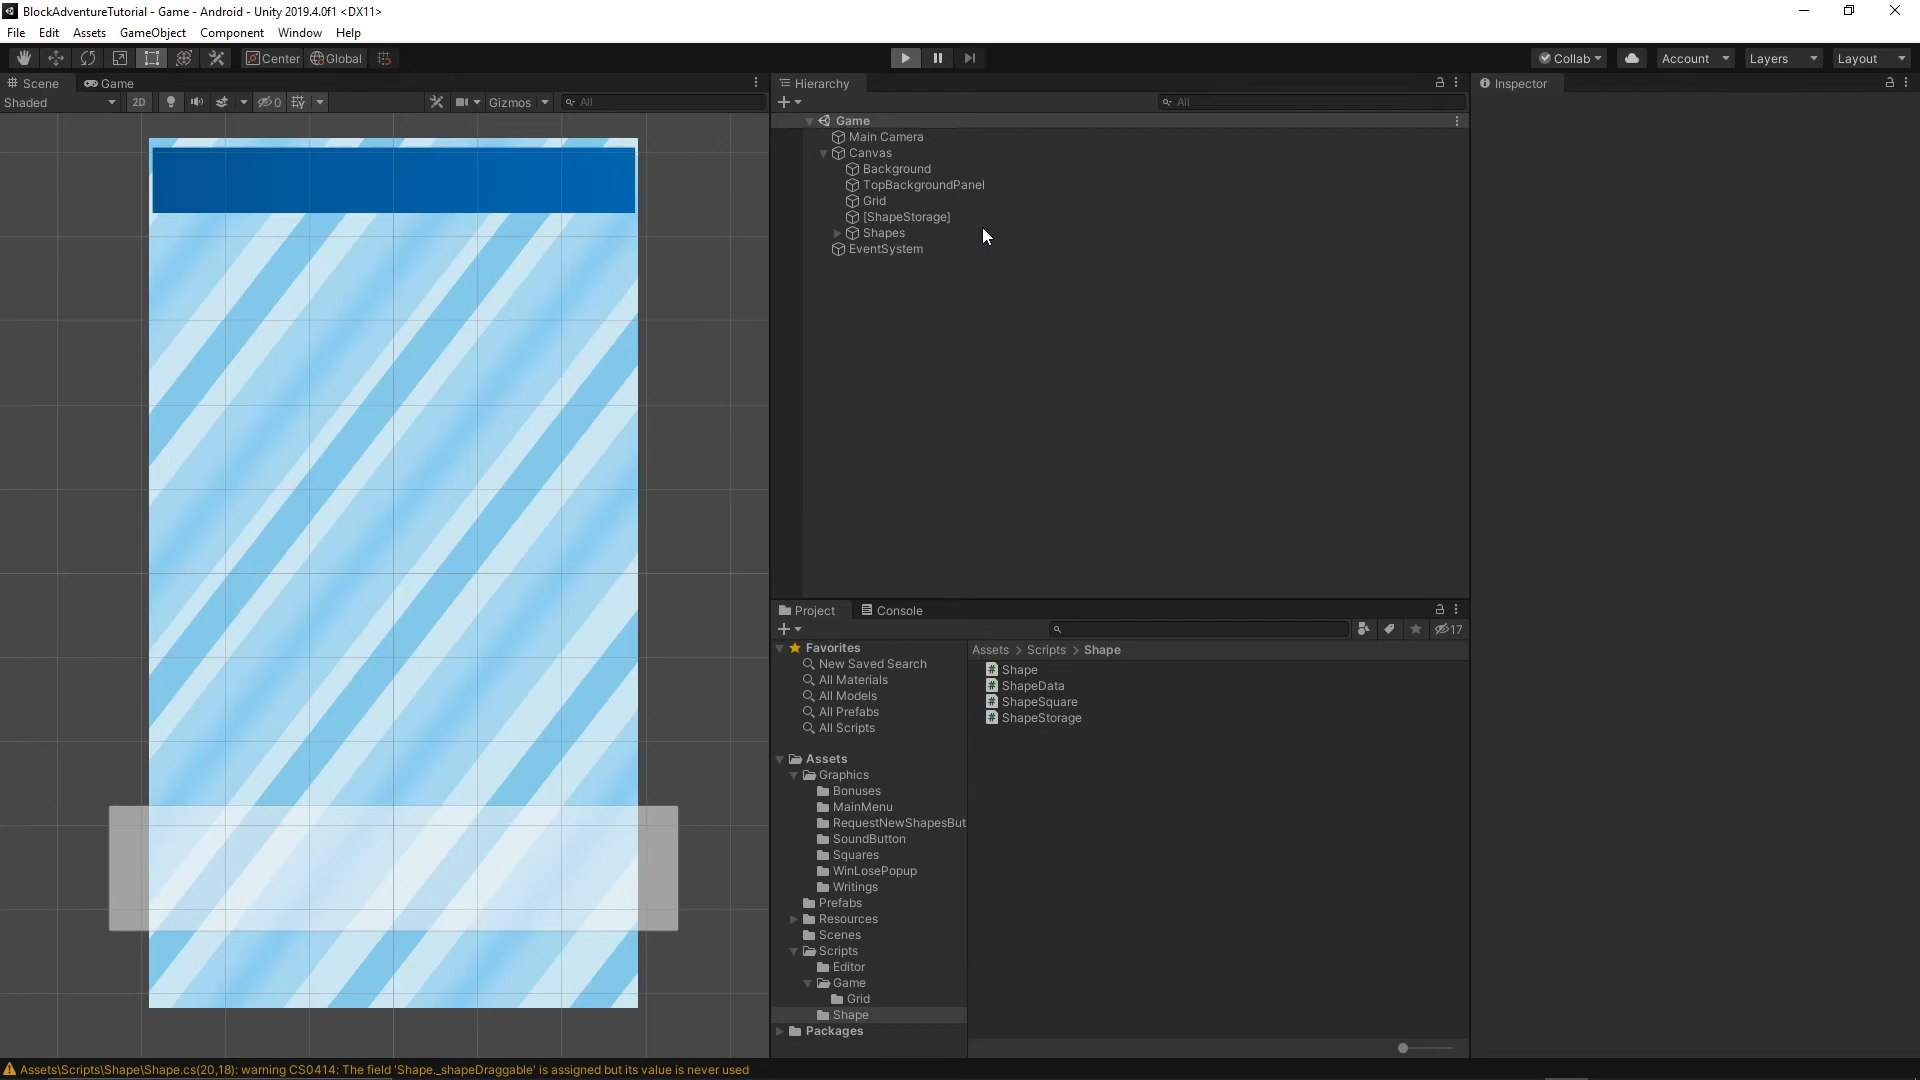 BlockAdventureTutorial - Game - Android - Unity 2019.4.0f1 <DX11>
File Edit Assets GameObject Component Window Help
Center Global Collab Account Layers Layout
Scene Game
Shaded 2D 0 Gizmos All
Hierarchy
All
Game
Main Camera
Canvas
Background
TopBackgroundPanel
Grid
[ShapeStorage]
Shapes
EventSystem
Inspector
Project Console
17
Favorites
New Saved Search
All Materials
All Models
All Prefabs
All Scripts
Assets
Graphics
Bonuses
MainMenu
RequestNewShapesBut
SoundButton
Squares
WinLosePopup
Writings
Prefabs
Resources
Scenes
Scripts
Editor
Game
Grid
Shape
Packages
Assets > Scripts > Shape
Shape
ShapeData
ShapeSquare
ShapeStorage
Assets\Scripts\Shape\Shape.cs(20,18): warning CS0414: The field 'Shape._shapeDraggable' is assigned but its value is never used